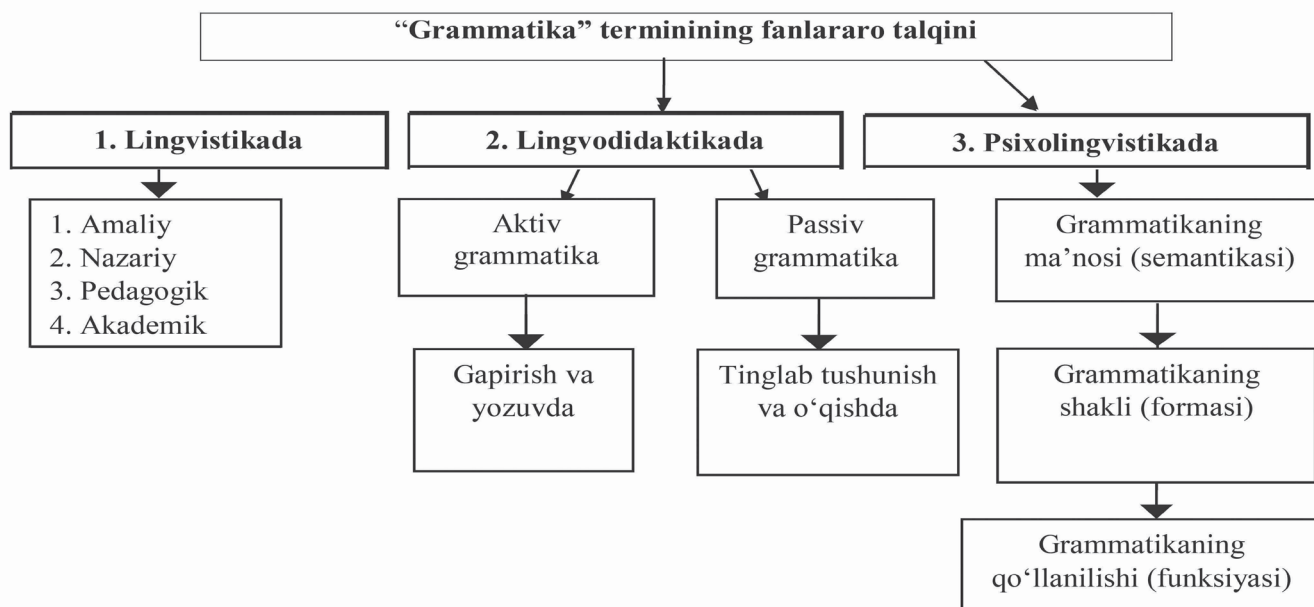 “Grammatika” terminining fanlararo talqini
1. Lingvistikada
2. Lingvodidaktikada
3. Psixolingvistikada
1. Amaliy
2. Nazariy
3. Pedagogik
4. Akademik
Aktiv
grammatika
Passiv
grammatika
Grammatikaning
ma’nosi (semantikasi)
Gapirish va
yozuvda
Tinglab tushunish
va o‘qishda
Grammatikaning
shakli (formasi)
Grammatikaning
qo‘llanilishi (funksiyasi)